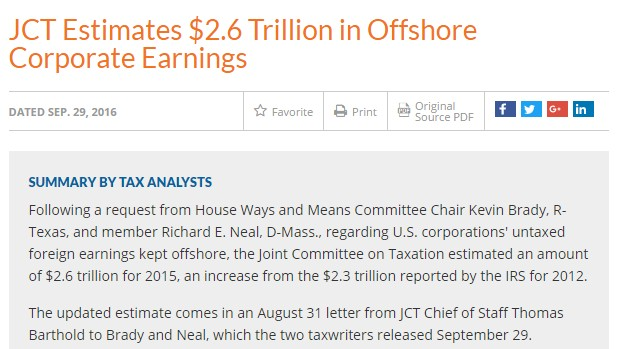 JCT Estimates $2.6 Trillion in Offshore
Corporate Earnings
DATED SEP. 29, 2016
Favorite
Print
Original
Source PDF
f
G+
in
SUMMARY BY TAX ANALYSTS
Following a request from House Ways and Means Committee Chair Kevin Brady, R-
Texas, and member Richard E. Neal, D-Mass., regarding U.S. corporations' untaxed
foreign earnings kept offshore, the Joint Committee on Taxation estimated an amount
of $2.6 trillion for 2015, an increase from the $2.3 trillion reported by the IRS for 2012.
The updated estimate comes in an August 31 letter from JCT Chief of Staff Thomas
Barthold to Brady and Neal, which the two taxwriters released September 29.